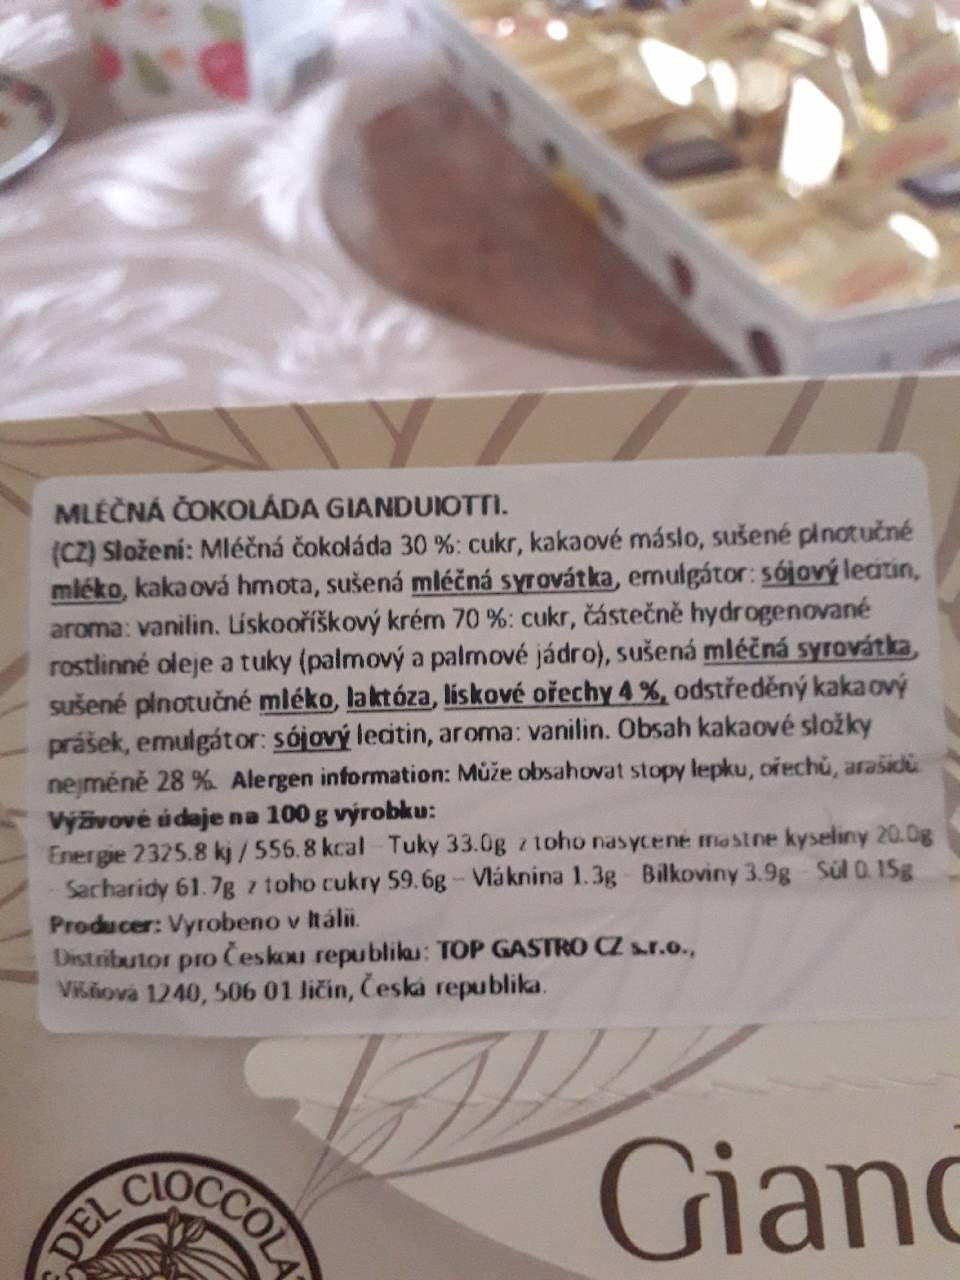 MLÉČNÁ ČOKOLÁDA GIANDUIOTTI.
(CZ) Složení: Mléčná čokoláda 30 %: cukr, kakaové máslo, sušené plnotučné
mléko, kakaová hmota, sušená mléčná syrovátka, emulgátor: sójový lecitin,
aroma: vanilin. Lískooříškový krém 70 %: cukr, částečně hydrogenované
rostlinné oleje a tuky (palmový a palmové jádro), sušená mléčná syrovátka,
sušené plnotučné mléko, laktóza, lískové ořechy 4 %, odstředěný kakaový
prášek, emulgátor: sójový lecitin, aroma: vanilin. Obsah kakaové složky
nejméně 28 %. Alergen information: Může obsahovat stopy lepku, ořechů, arašídů.
Výživové údaje na 100 g výrobku:
Energie 2325.8 kj / 556.8 kcal – Tuky 33.0g z toho nasycené mastné kyseliny 20.0g
- Sacharidy 61.7g z toho cukry 59.6g – Vláknina 1.3g – Bílkoviny 3.9g – Sůl 0.15g
Producer: Vyrobeno v Itálii.
Distributor pro Českou republiku: TOP GASTRO CZ s.r.o.,
Višňová 1240, 506 01 Jičín, Česká republika.
DEL CIOCCOLA
Giand